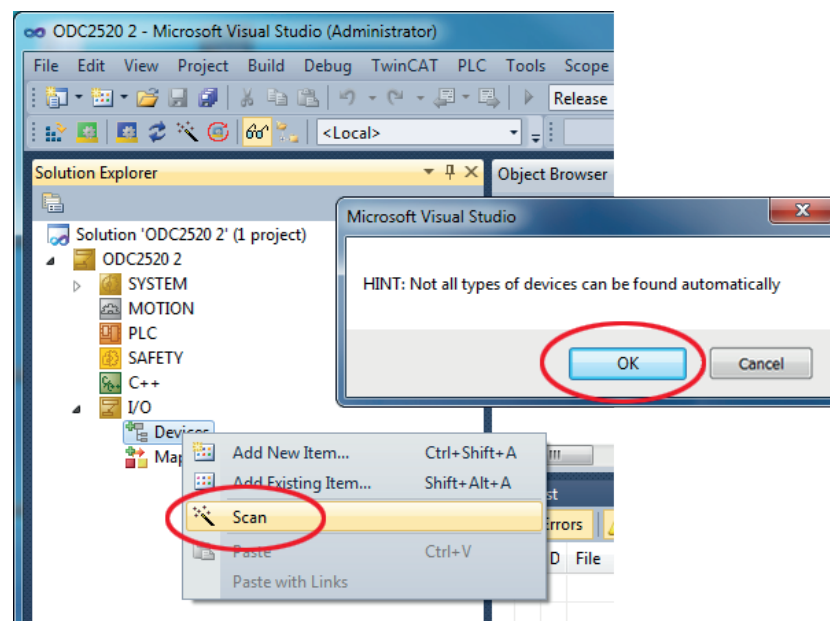 ODC2520 2 - Microsoft Visual Studio (Administrator)
File Edit View Project Build Debug TwinCAT PLC Tools Scope
Release
<Local>
Solution Explorer
Object Browser
Solution 'ODC2520 2' (1 project)
ODC2520 2
SYSTEM
MOTION
PLC
SAFETY
C++
I/O
Devices
Microsoft Visual Studio
HINT: Not all types of devices can be found automatically
OK Cancel
Add New Item... Ctrl+Shift+A
Add Existing Item... Shift+Alt+A
Scan
Paste Ctrl+V
Paste with Links
File